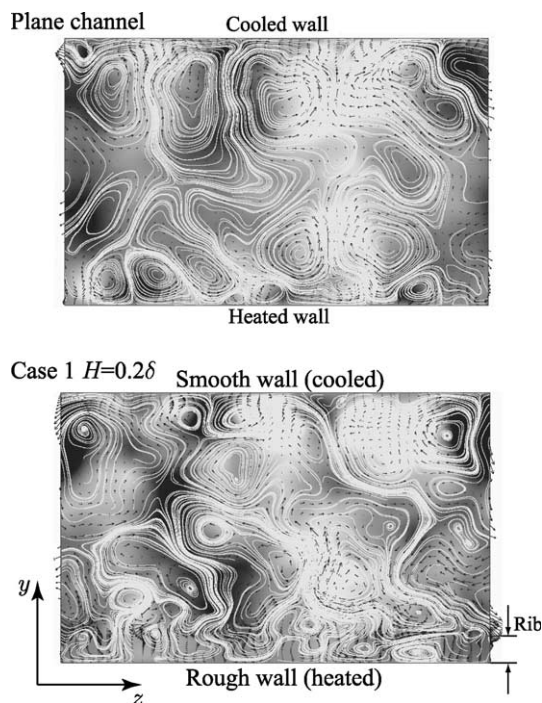 Plane channel
Cooled wall
Heated wall
Case 1 H=0.2δ
Smooth wall (cooled)
y
Rib
Rough wall (heated)
z